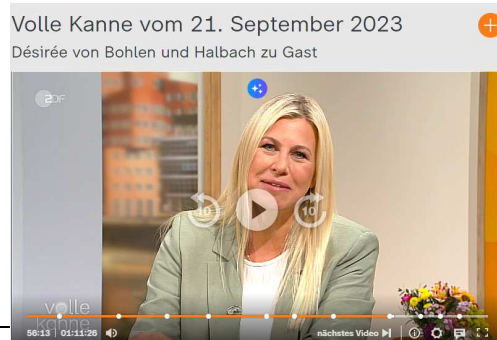 Volle Kanne vom 21. September 2023
Désirée von Bohlen und Halbach zu Gast
ZDF
10 10
volle
kanne
56:13 | 01:11:26 nächstes Video